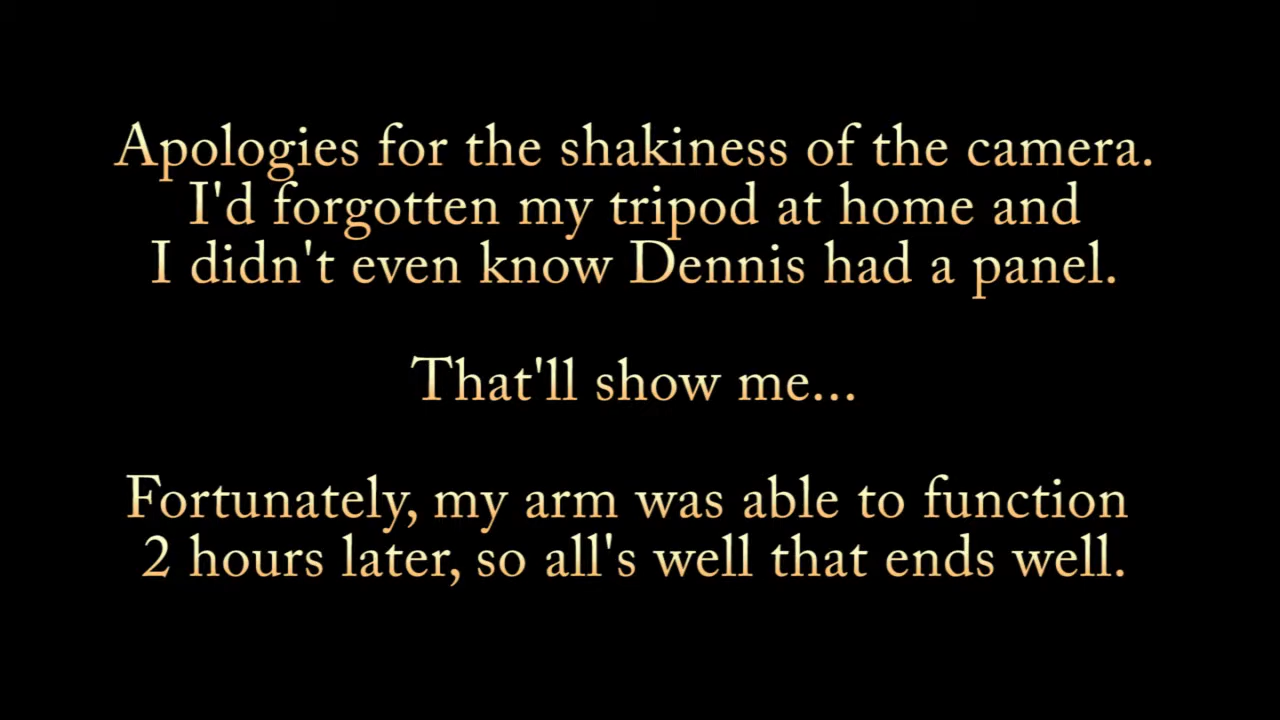 Apologies for the shakiness of the camera.
I'd forgotten my tripod at home and
I didn't even know Dennis had a panel.
That'll show me...
Fortunately, my arm was able to function
2 hours later, so all's well that ends well.